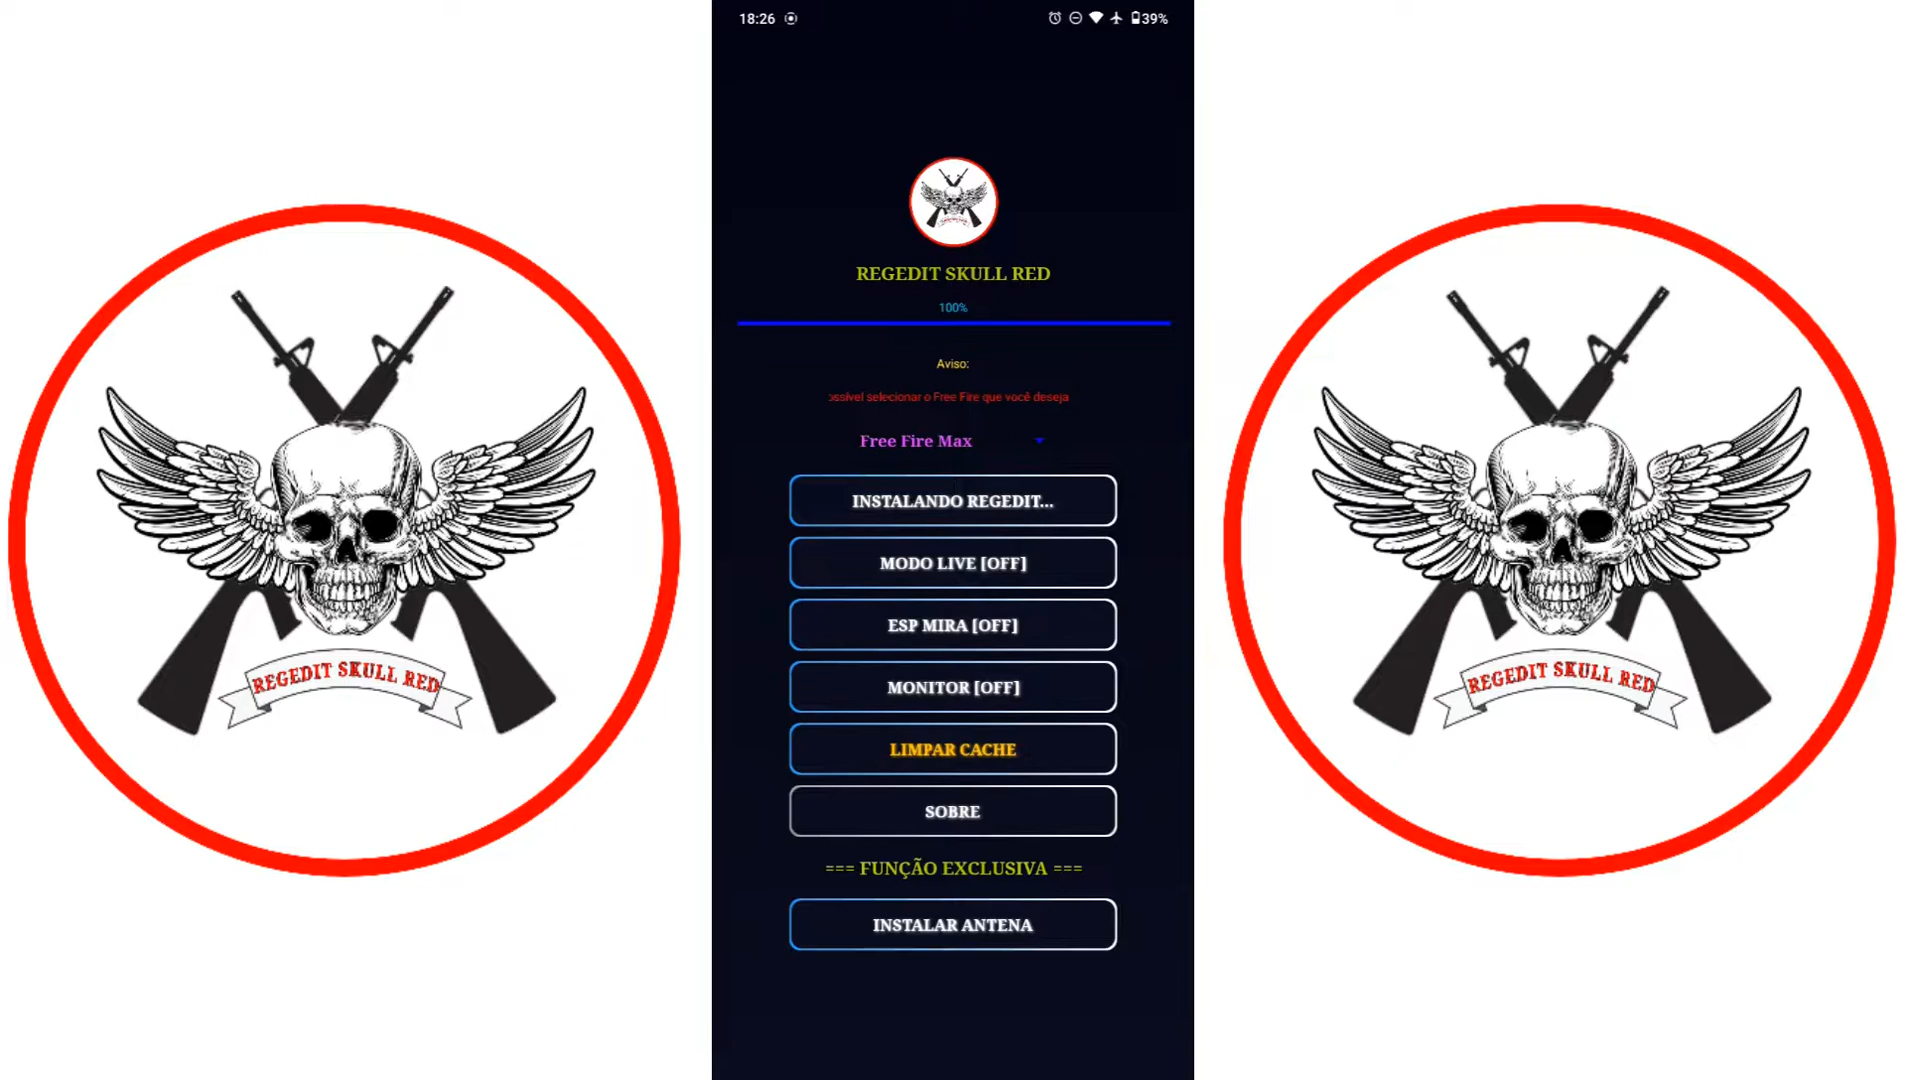 18:26
39%
REGEDIT SKULL RED
100%
Aviso:
ossível selecionar o Free Fire que você deseja
Free Fire Max
INSTALANDO REGEDIT...
MODO LIVE [OFF]
ESP MIRA [OFF]
MONITOR [OFF]
LIMPAR CACHE
SOBRE
=== FUNÇÃO EXCLUSIVA ===
INSTALAR ANTENA
REGEDIT SKULL RED
REGEDIT SKULL RED